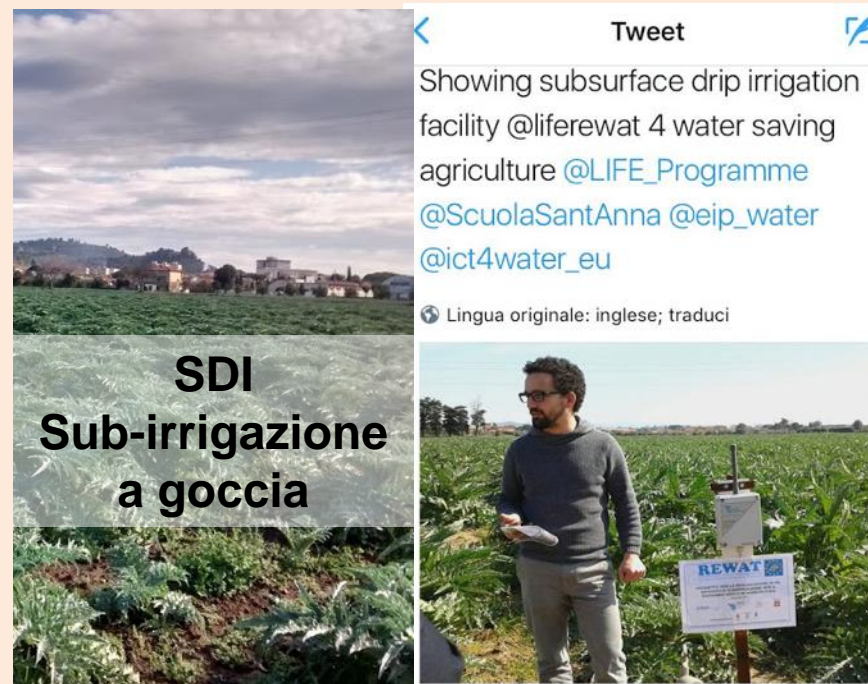 SDI
Sub-irrigazione
a goccia
Tweet
Showing subsurface drip irrigation
facility @liferewat 4 water saving
agriculture @LIFE_Programme
@ScuolaSantAnna @eip_water
@ict4water_eu
Lingua originale: inglese; traduci
REWAT